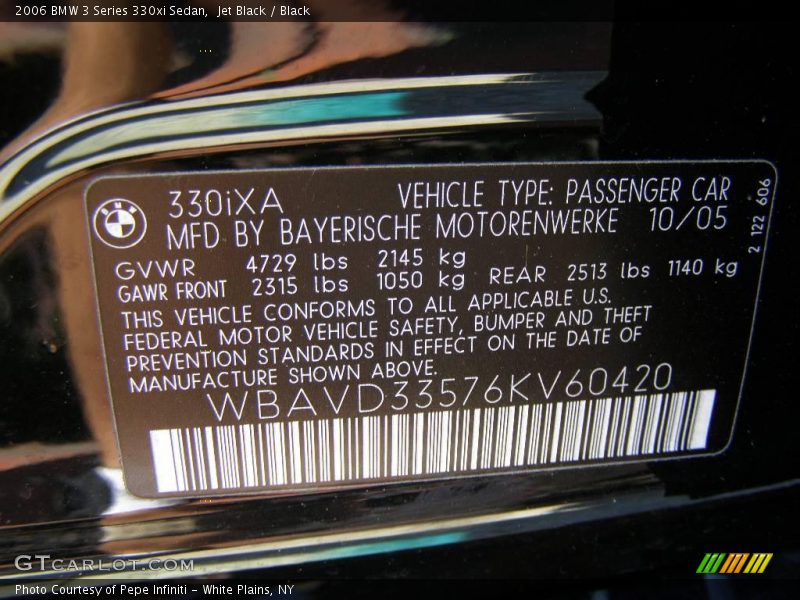 2006 BMW 3 Series 330xi Sedan,  Jet Black / Black
330iXA VEHICLE TYPE: PASSENGER CAR
MFD BY BAYERISCHE MOTORENWERKE 10/05
2 122 606
GVWR 4729 lbs 2145 kg
GAWR FRONT 2315 lbs 1050 kg REAR 2513 lbs 1140 kg
THIS VEHICLE CONFORMS TO ALL APPLICABLE U.S.
FEDERAL MOTOR VEHICLE SAFETY, BUMPER AND THEFT
PREVENTION STANDARDS IN EFFECT ON THE DATE OF
MANUFACTURE SHOWN ABOVE.
WBAVD33576KV60420
GTCARLOT.COM
Photo Courtesy of Pepe Infiniti - White Plains, NY